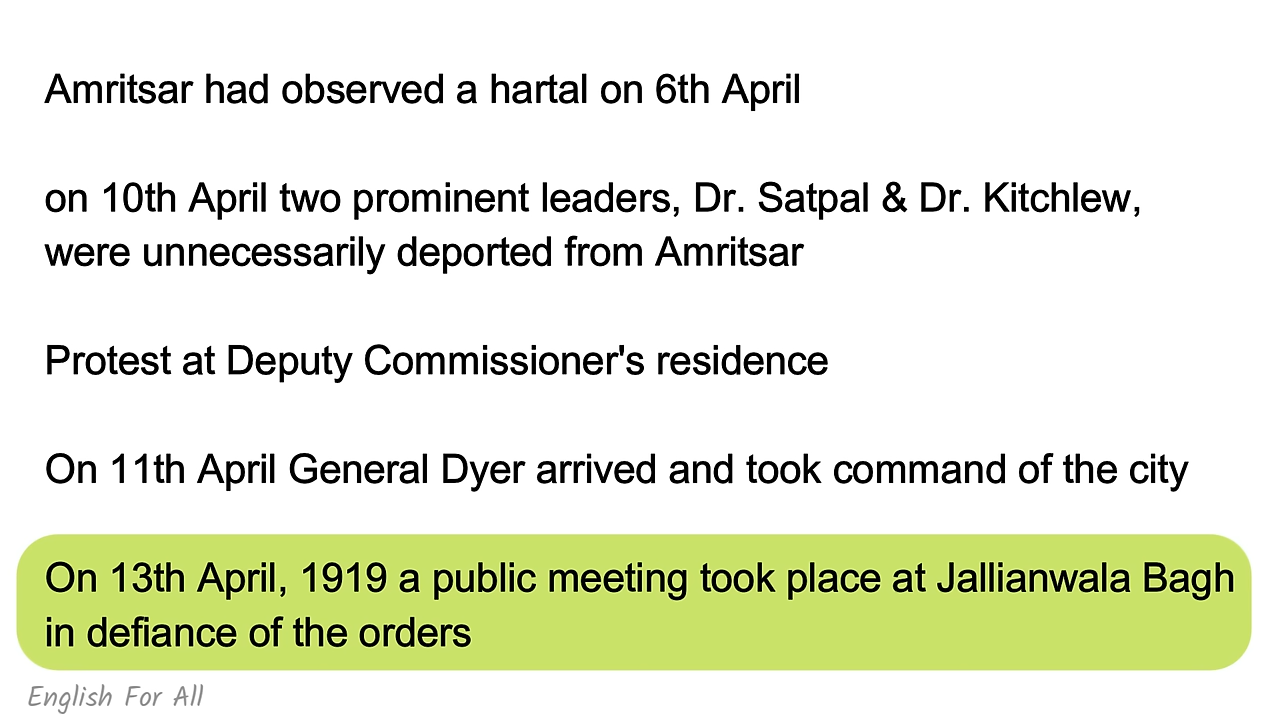 Amritsar had observed a hartal on 6th April
on 10th April two prominent leaders, Dr. Satpal & Dr. Kitchlew,
were unnecessarily deported from Amritsar
Protest at Deputy Commissioner's residence
On 11th April General Dyer arrived and took command of the city
On 13th April, 1919 a public meeting took place at Jallianwala Bagh
in defiance of the orders
English For All